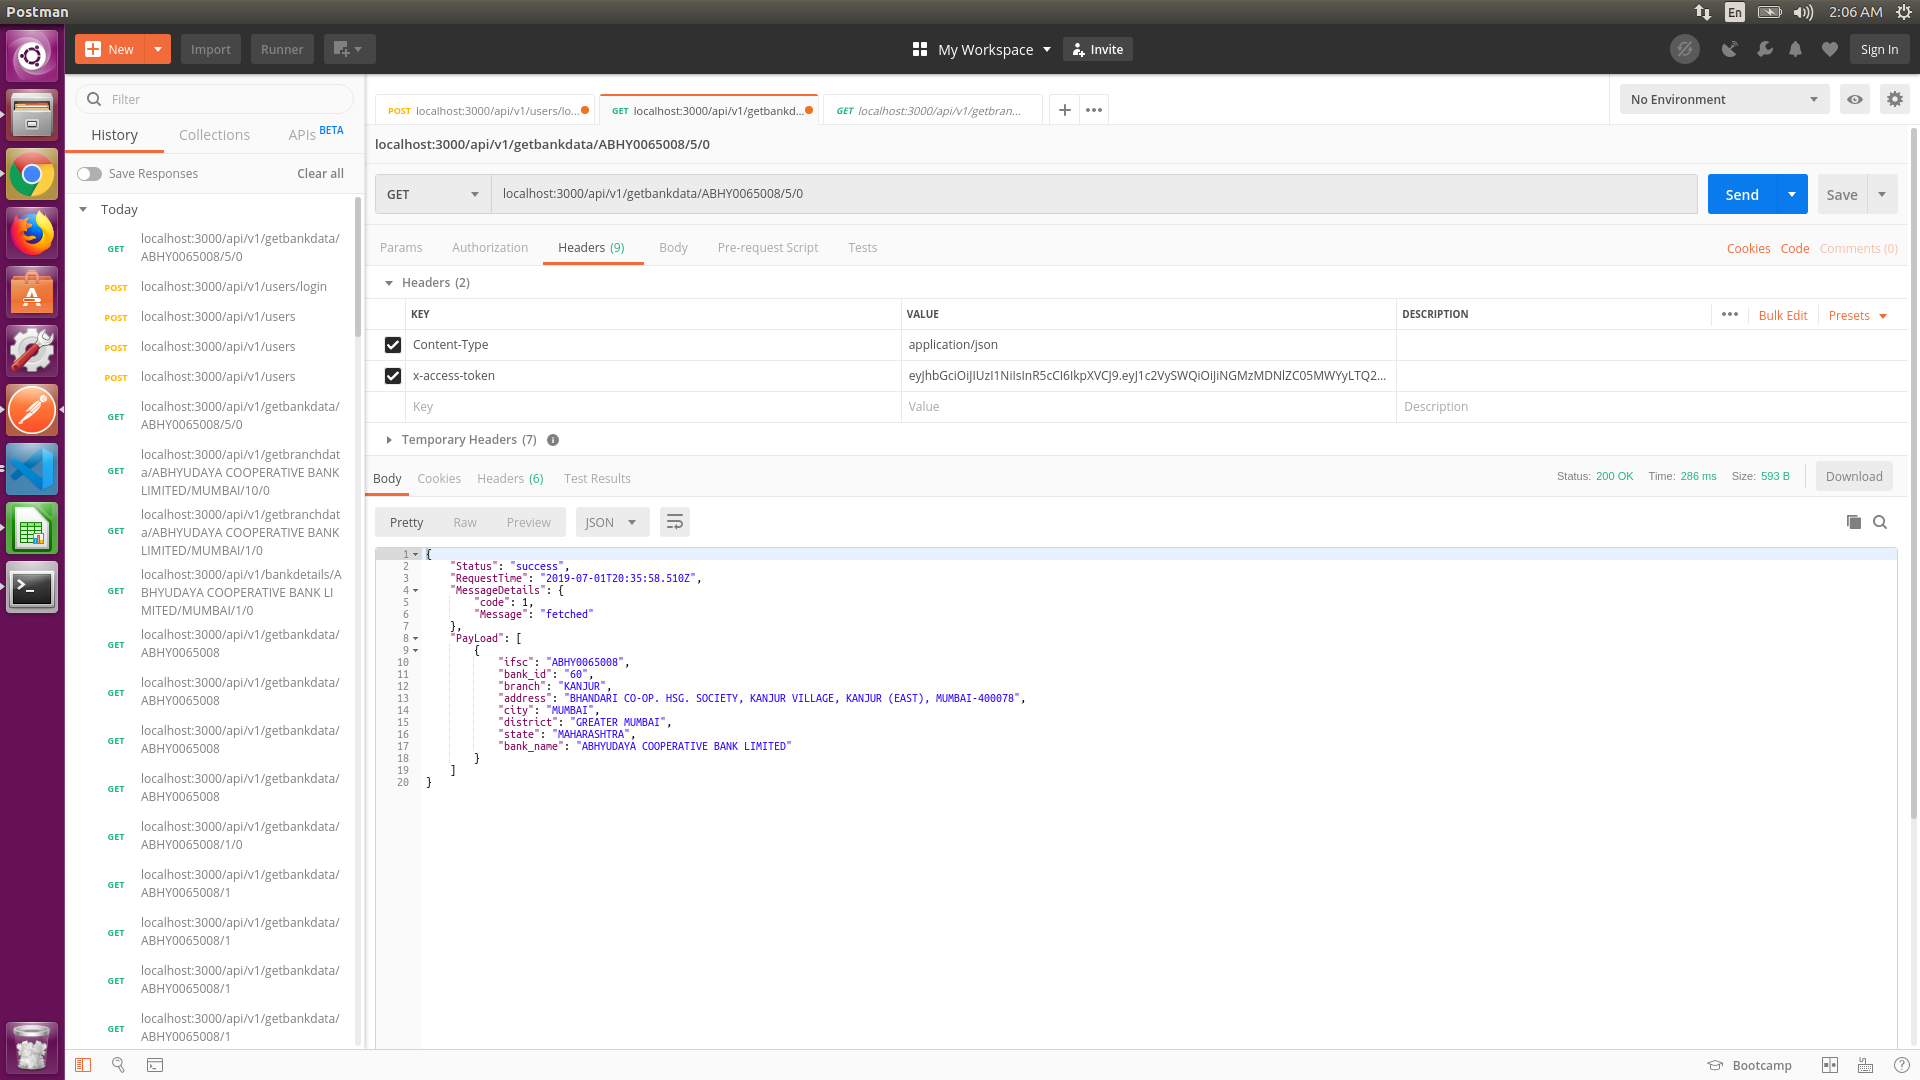 Postman
En
2:06 AM
New
Import
Runner
My Workspace
Invite
Sign In
Filter
History
Collections
APIs BETA
Save Responses
Clear all
Today
GET
localhost:3000/api/v1/getbankdata/
ABHY0065008/5/0
POST
localhost:3000/api/v1/users/login
POST
localhost:3000/api/v1/users
POST
localhost:3000/api/v1/users
POST
localhost:3000/api/v1/users
GET
localhost:3000/api/v1/getbankdata/
ABHY0065008/5/0
GET
localhost:3000/api/v1/getbranchdat
a/ABHYUDAYA COOPERATIVE BANK
LIMITED/MUMBAI/10/0
GET
localhost:3000/api/v1/getbranchdat
a/ABHYUDAYA COOPERATIVE BANK
LIMITED/MUMBAI/1/0
GET
localhost:3000/api/v1/bankdetails/A
BHYUDAYA COOPERATIVE BANK LI
MITED/MUMBAI/1/0
GET
localhost:3000/api/v1/getbankdata/
ABHY0065008
GET
localhost:3000/api/v1/getbankdata/
ABHY0065008
GET
localhost:3000/api/v1/getbankdata/
ABHY0065008
GET
localhost:3000/api/v1/getbankdata/
ABHY0065008
GET
localhost:3000/api/v1/getbankdata/
ABHY0065008/1/0
GET
localhost:3000/api/v1/getbankdata/
ABHY0065008/1
GET
localhost:3000/api/v1/getbankdata/
ABHY0065008/1
GET
localhost:3000/api/v1/getbankdata/
ABHY0065008/1
GET
localhost:3000/api/v1/getbankdata/
ABHY0065008/1
POST localhost:3000/api/v1/users/lo...
GET localhost:3000/api/v1/getbankd...
GET localhost:3000/api/v1/getbran...
No Environment
localhost:3000/api/v1/getbankdata/ABHY0065008/5/0
GET
localhost:3000/api/v1/getbankdata/ABHY0065008/5/0
Send
Save
Params
Authorization
Headers (9)
Body
Pre-request Script
Tests
Cookies
Code
Comments (0)
Headers (2)
KEY
VALUE
DESCRIPTION
Bulk Edit
Presets
Content-Type
application/json
x-access-token
eyJhbGciOiJIUzI1NiIsInR5cCI6IkpXVCJ9.eyJ1c2VySWQiOiJiNGMzMDNlZC05MWYyLTQ2...
Key
Value
Description
Temporary Headers (7)
Body
Cookies
Headers (6)
Test Results
Status: 200 OK
Time: 286 ms
Size: 593 B
Download
Pretty
Raw
Preview
JSON
1 {
2 "Status": "success",
3 "RequestTime": "2019-07-01T20:35:58.510Z",
4 "MessageDetails": {
5 "code": 1,
6 "Message": "fetched"
7 },
8 "PayLoad": [
9 {
10 "ifsc": "ABHY0065008",
11 "bank_id": "60",
12 "branch": "KANJUR",
13 "address": "BHANDARI CO-OP. HSG. SOCIETY, KANJUR VILLAGE, KANJUR (EAST), MUMBAI-400078",
14 "city": "MUMBAI",
15 "district": "GREATER MUMBAI",
16 "state": "MAHARASHTRA",
17 "bank_name": "ABHYUDAYA COOPERATIVE BANK LIMITED"
18 }
19 ]
20 }
Bootcamp